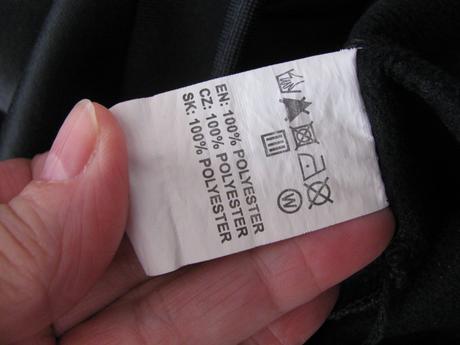 EN: 100% POLYESTER
CZ: 100% POLYESTER
SK: 100% POLYESTER
W